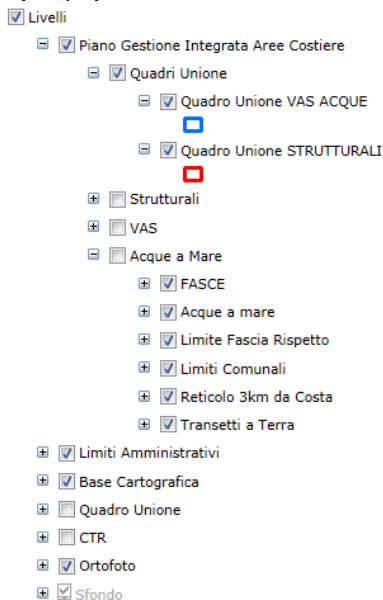 Livelli
Piano Gestione Integrata Aree Costiere
Quadri Unione
Quadro Unione VAS ACQUE
Quadro Unione STRUTTURALI
Strutturali
VAS
Acque a Mare
FASCE
Acque a mare
Limite Fascia Rispetto
Limiti Comunali
Reticolo 3km da Costa
Transetti a Terra
Limiti Amministrativi
Base Cartografica
Quadro Unione
CTR
Ortofoto
Sfondo